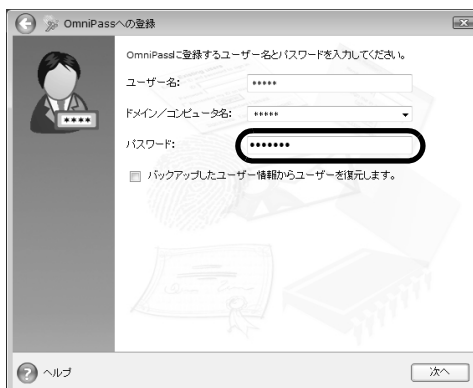 OmniPassへの登録
OmniPassに登録するユーザー名とパスワードを入力してください。
ユーザー名: *****
ドメイン／コンピュータ名: *****
パスワード: •••••••
****
バックアップしたユーザー情報からユーザーを復元します。
ヘルプ
次へ